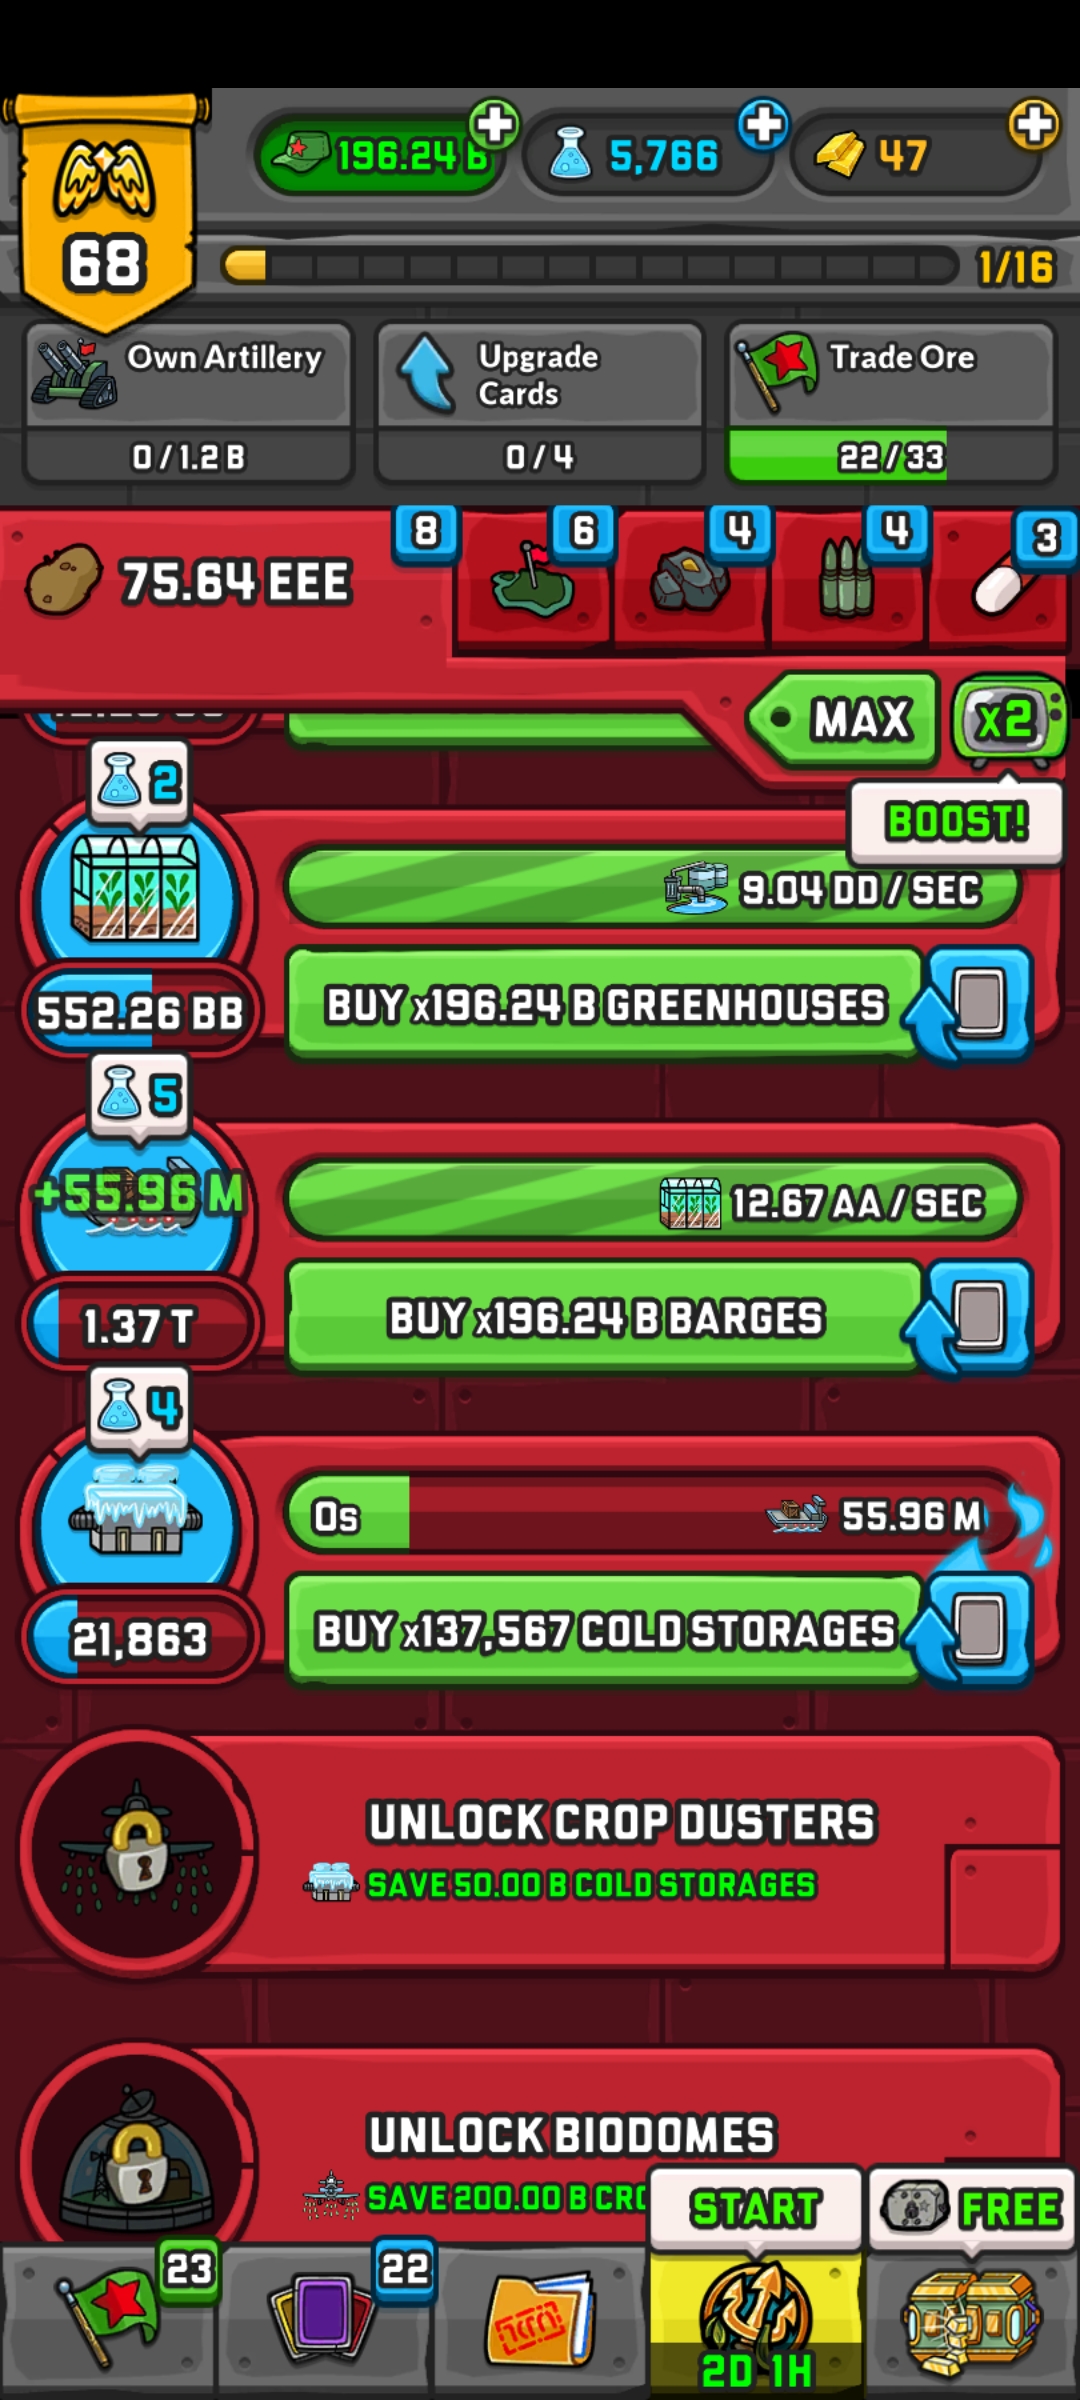 196.24 B
5,766
47
68
1/16
Own Artillery
0 / 1.2 B
Upgrade
Cards
0 / 4
Trade Ore
22 / 33
75.64 EEE
8
6
4
4
3
MAX
x2
BOOST!
2
9.04 DD / SEC
552.26 BB
BUY x196.24 B GREENHOUSES
5
+55.96 M
12.67 AA / SEC
1.37 T
BUY x196.24 B BARGES
4
0s
55.96 M
21,863
BUY x137,567 COLD STORAGES
UNLOCK CROP DUSTERS
SAVE 50.00 B COLD STORAGES
UNLOCK BIODOMES
SAVE 200.00 B
START
FREE
23
22
2D 1H